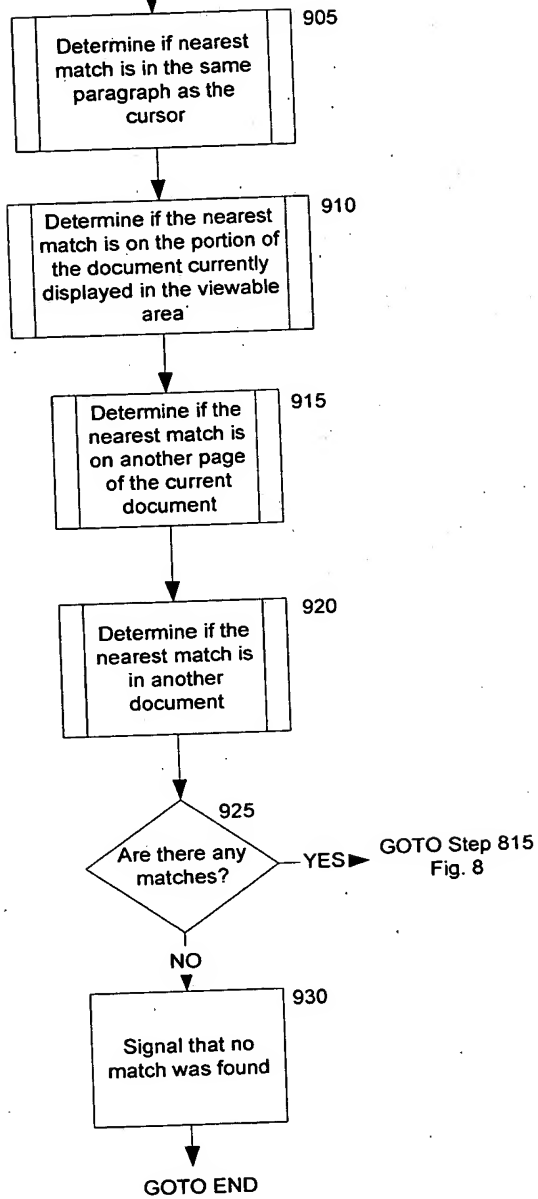 905
Determine if nearest
match is in the same
paragraph as the
cursor
910
Determine if the nearest
match is on the portion of
the document currently
displayed in the viewable
area
915
Determine if the
nearest match is
on another page
of the current
document
920
Determine if the
nearest match is
in another
document
925
Are there any
matches?
YES
GOTO Step 815
Fig. 8
NO
930
Signal that no
match was found
GOTO END